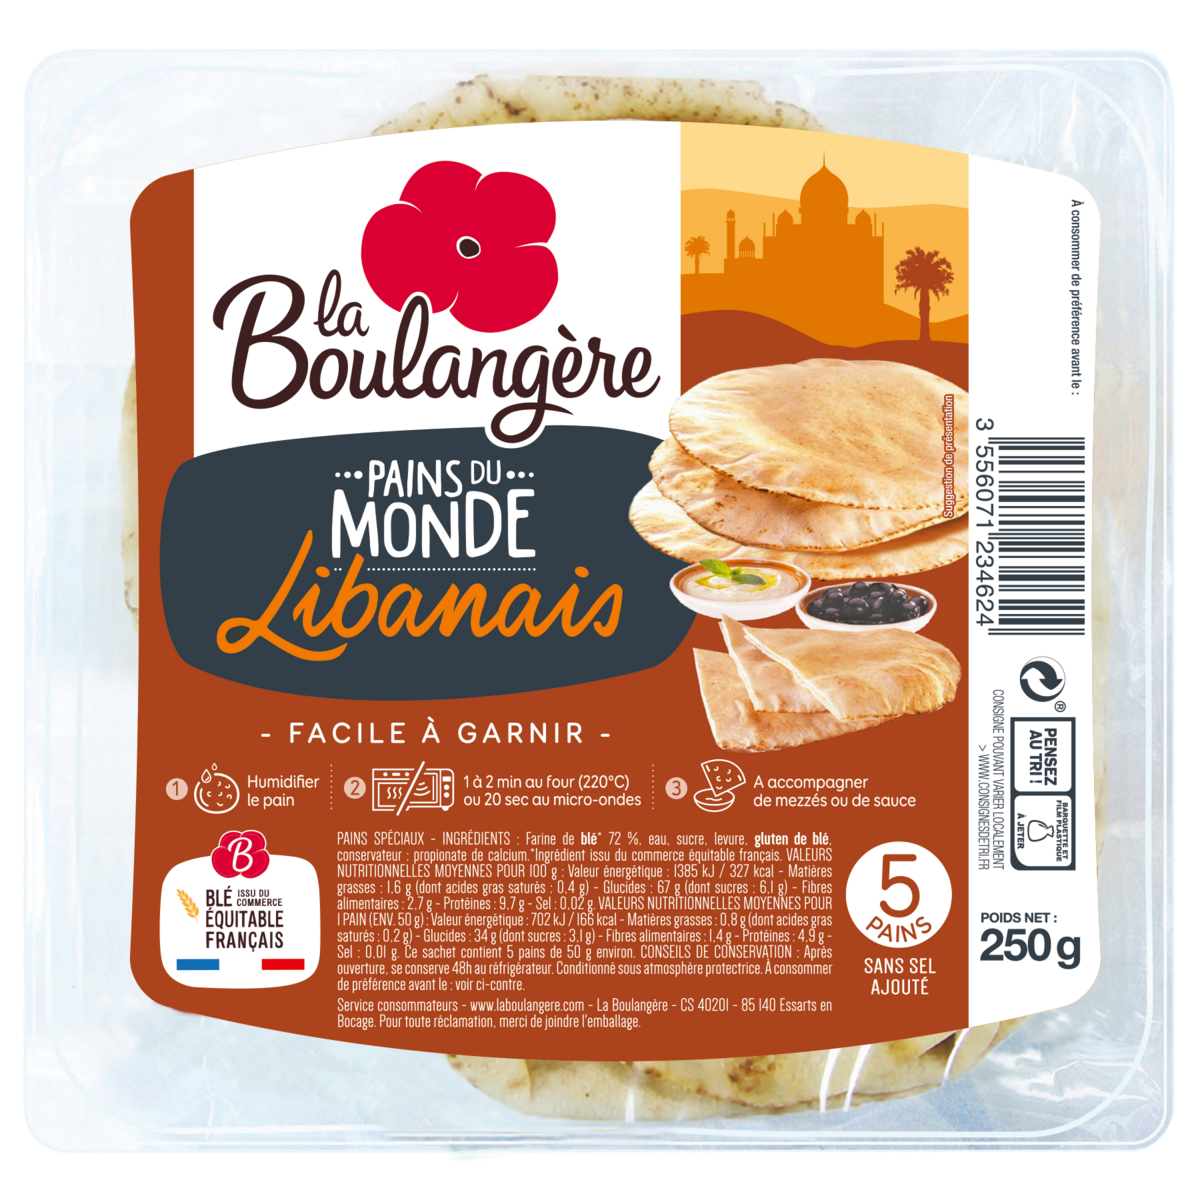 la
Boulangère
PAINS DU
MONDE
Libanais
- FACILE À GARNIR -
1
Humidifier
le pain
2
1 à 2 min au four (220°C)
ou 20 sec au micro-ondes
3
A accompagner
de mezzés ou de sauce
B
BLÉ ISSU DU
COMMERCE
ÉQUITABLE
FRANÇAIS
PAINS SPÉCIAUX - INGRÉDIENTS : Farine de blé* 72 %, eau, sucre, levure, gluten de blé,
conservateur : propionate de calcium.*Ingrédient issu du commerce équitable français. VALEURS
NUTRITIONNELLES MOYENNES POUR 100 g : Valeur énergétique : 1385 kJ / 327 kcal - Matières
grasses : 1,6 g (dont acides gras saturés : 0,4 g) - Glucides : 67 g (dont sucres : 6,1 g) - Fibres
alimentaires : 2,7 g - Protéines : 9,7 g - Sel : 0,02 g. VALEURS NUTRITIONNELLES MOYENNES POUR
1 PAIN (ENV. 50 g) : Valeur énergétique : 702 kJ / 166 kcal - Matières grasses : 0,8 g (dont acides gras
saturés : 0,2 g) - Glucides : 34 g (dont sucres : 3,1 g) - Fibres alimentaires : 1,4 g - Protéines : 4,9 g -
Sel : 0,01 g. Ce sachet contient 5 pains de 50 g environ. CONSEILS DE CONSERVATION : Après
ouverture, se conserve 48h au réfrigérateur. Conditionné sous atmosphère protectrice. À consommer
de préférence avant le : voir ci-contre.
Service consommateurs - www.laboulangere.com - La Boulangère - CS 40201 - 85 140 Essarts en
Bocage. Pour toute réclamation, merci de joindre l'emballage.
5
PAINS
SANS SEL
AJOUTÉ
Suggestion de présentation
À consommer de préférence avant le :
3 556071 234624
®
PENSEZ
AU TRI !
BARQUETTE ET
FILM PLASTIQUE
À JETER
CONSIGNE POUVANT VARIER LOCALEMENT
> WWW.CONSIGNESDETRI.FR
POIDS NET :
250 g